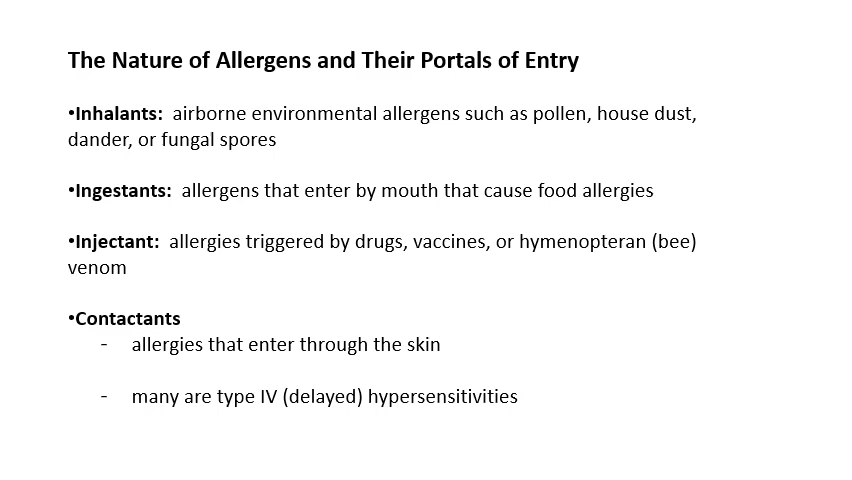 The Nature of Allergens and Their Portals of Entry
•Inhalants:  airborne environmental allergens such as pollen, house dust,
dander, or fungal spores
•Ingestants:  allergens that enter by mouth that cause food allergies
•Injectant:  allergies triggered by drugs, vaccines, or hymenopteran (bee)
venom
•Contactants
-    allergies that enter through the skin
-    many are type IV (delayed) hypersensitivities